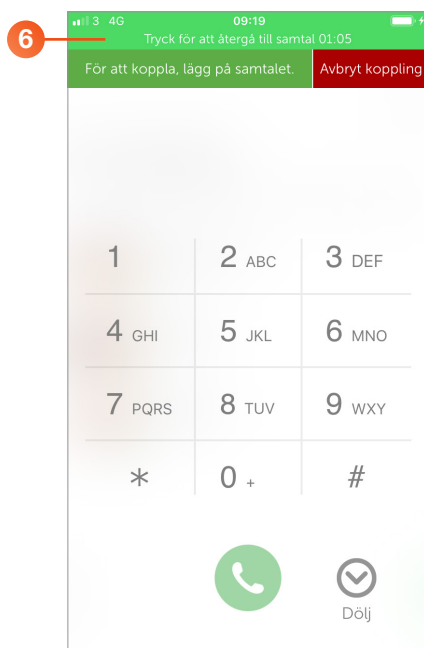 3 4G 09:19
6 Tryck för att återgå till samtal 01:05
För att koppla, lägg på samtalet. Avbryt koppling
1 2 ABC 3 DEF
4 GHI 5 JKL 6 MNO
7 PQRS 8 TUV 9 WXY
* 0 + #
Dölj